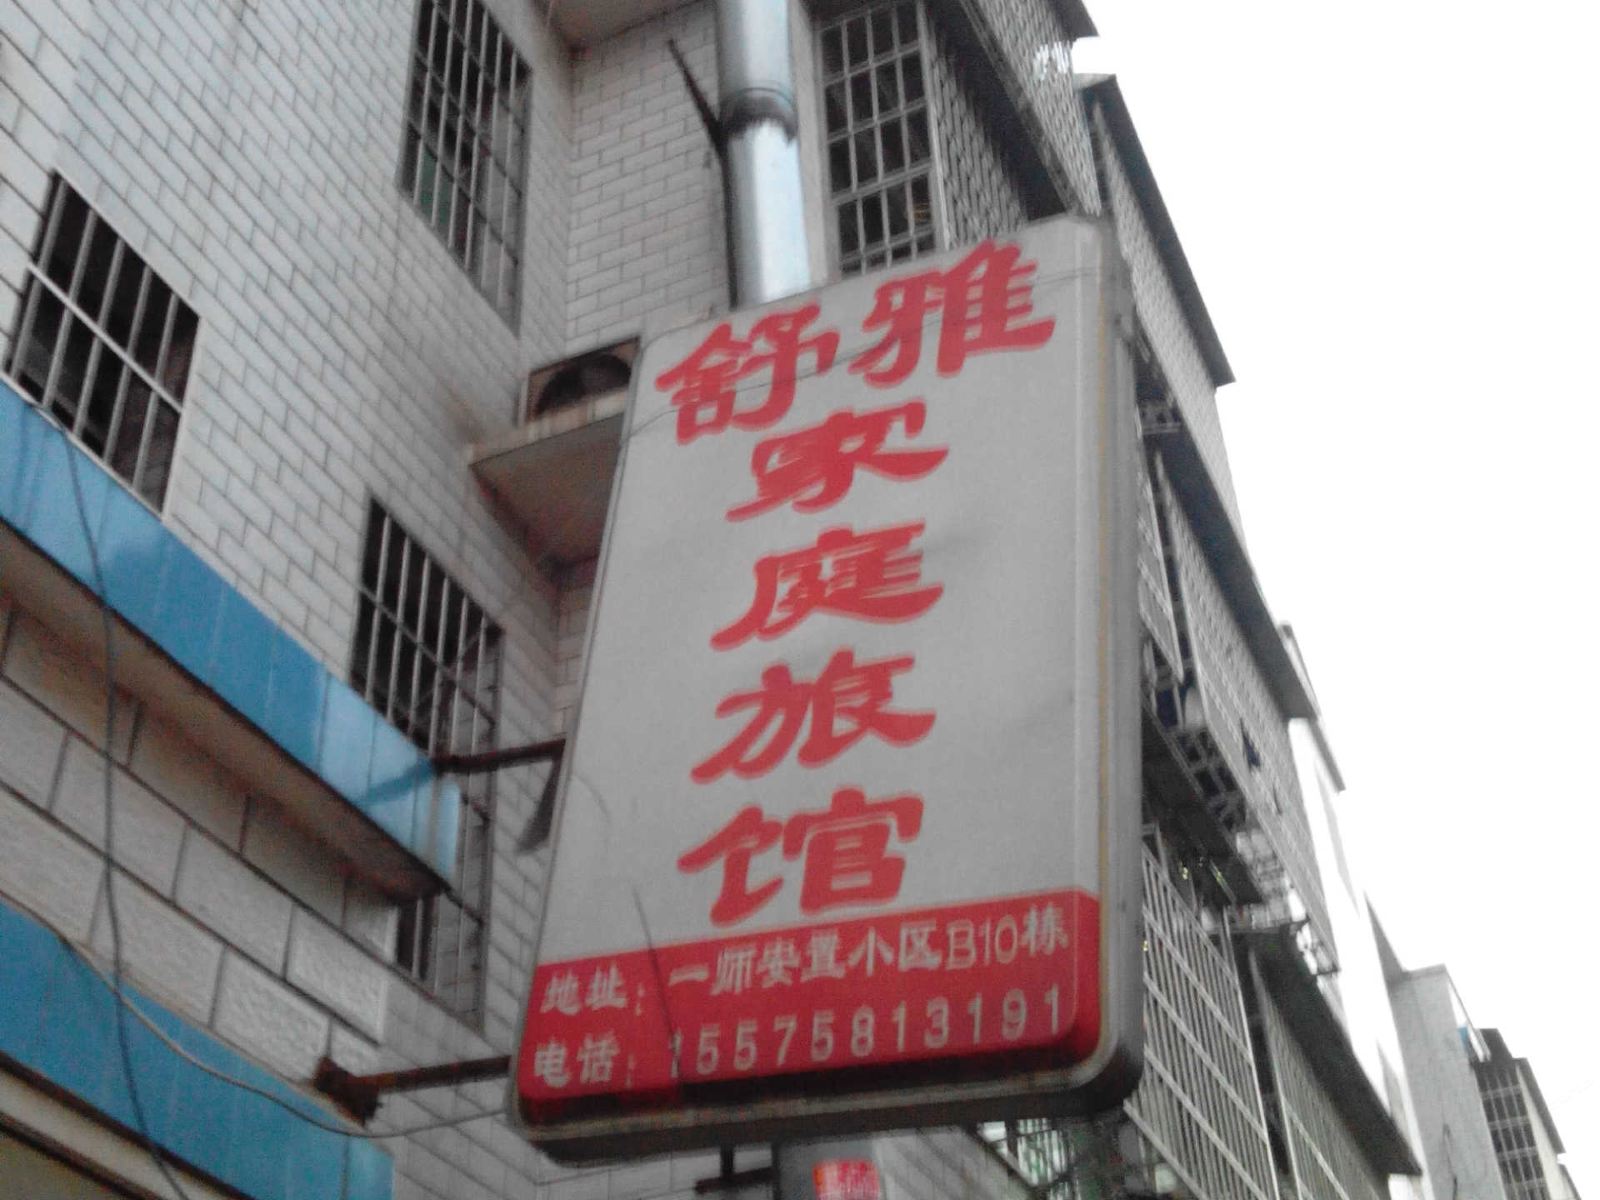 舒雅
家
庭
旅
馆
地址：一师安置小区B10栋
电话：15575813191